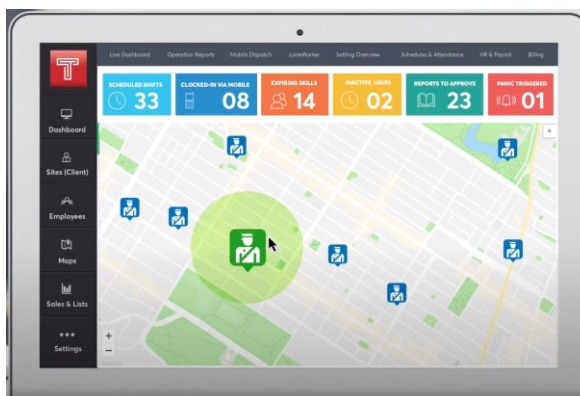 T
Live Dashboard Operation Reports Mobile Dispatch LoneWorker Setting Overview Schedules & Attendance HR & Payroll Billing
SCHEDULED SHIFTS
33
CLOCKED-IN VIA MOBILE
08
EXPIRING SKILLS
14
INACTIVE USERS
02
REPORTS TO APPROVE
23
PANIC TRIGGERED
01
Dashboard
Sites (Client)
Employees
Maps
Sales & Lists
Settings
+
−